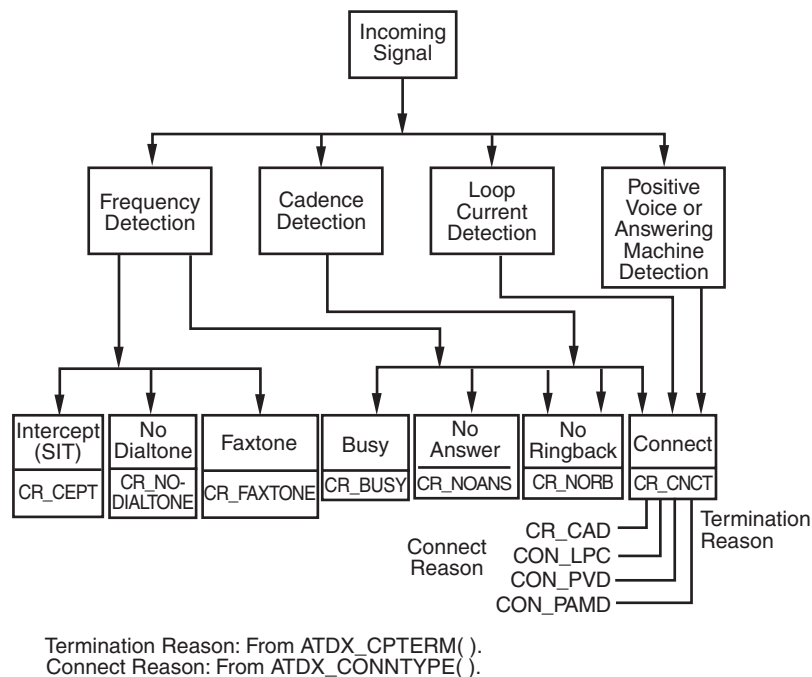 Incoming
Signal
Frequency
Detection
Cadence
Detection
Loop
Current
Detection
Positive
Voice or
Answering
Machine
Detection
Intercept
(SIT)
CR_CEPT
No
Dialtone
CR_NO-
DIALTONE
Faxtone
CR_FAXTONE
Busy
CR_BUSY
No
Answer
CR_NOANS
No
Ringback
CR_NORB
Connect
CR_CNCT
Connect
Reason
CR_CAD
CON_LPC
CON_PVD
CON_PAMD
Termination
Reason
Termination Reason: From ATDX_CPTERM( ).
Connect Reason: From ATDX_CONNTYPE( ).